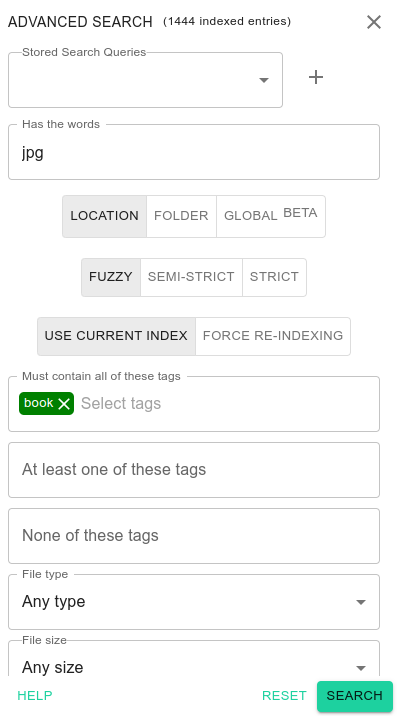 ADVANCED SEARCH (1444 indexed entries)
Stored Search Queries
Has the words
jpg
LOCATION FOLDER GLOBAL BETA
FUZZY SEMI-STRICT STRICT
USE CURRENT INDEX FORCE RE-INDEXING
Must contain all of these tags
book Select tags
At least one of these tags
None of these tags
File type
Any type
File size
Any size
HELP RESET SEARCH